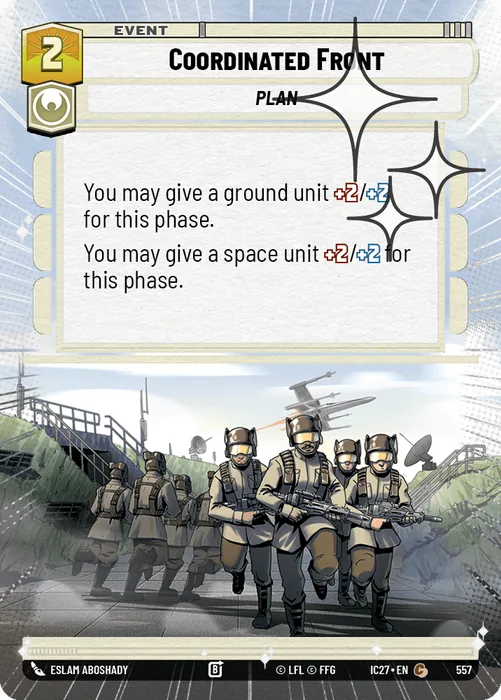 EVENT
2
COORDINATED FRONT
PLAN
You may give a ground unit +2/+2
for this phase.
You may give a space unit +2/+2 for
this phase.
ESLAM ABOSHADY
B
© LFL © FFG
IC27 • EN
C
557